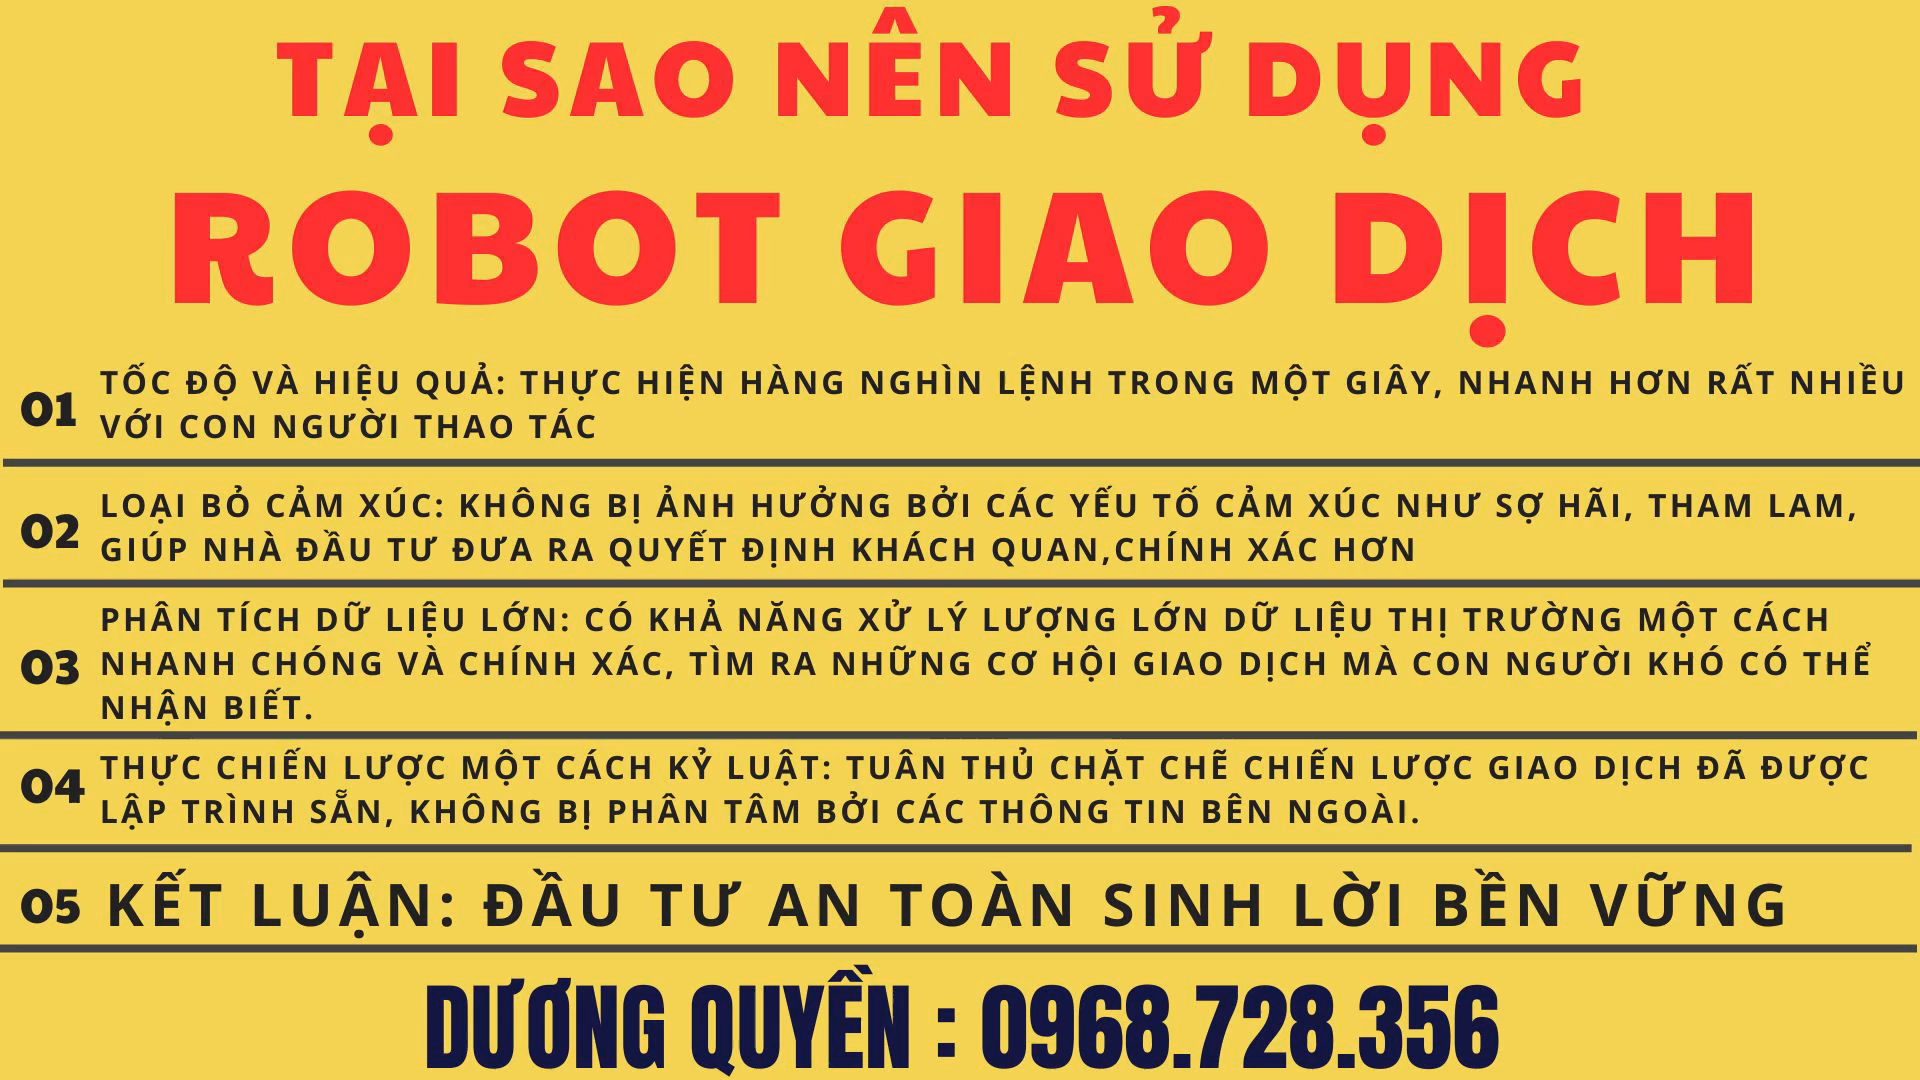 TẠI SAO NÊN SỬ DỤNG
ROBOT GIAO DỊCH
01 TỐC ĐỘ VÀ HIỆU QUẢ: THỰC HIỆN HÀNG NGHÌN LỆNH TRONG MỘT GIÂY, NHANH HƠN RẤT NHIỀU
VỚI CON NGƯỜI THAO TÁC
02 LOẠI BỎ CẢM XÚC: KHÔNG BỊ ẢNH HƯỞNG BỞI CÁC YẾU TỐ CẢM XÚC NHƯ SỢ HÃI, THAM LAM,
GIÚP NHÀ ĐẦU TƯ ĐƯA RA QUYẾT ĐỊNH KHÁCH QUAN,CHÍNH XÁC HƠN
03 PHÂN TÍCH DỮ LIỆU LỚN: CÓ KHẢ NĂNG XỬ LÝ LƯỢNG LỚN DỮ LIỆU THỊ TRƯỜNG MỘT CÁCH
NHANH CHÓNG VÀ CHÍNH XÁC, TÌM RA NHỮNG CƠ HỘI GIAO DỊCH MÀ CON NGƯỜI KHÓ CÓ THỂ
NHẬN BIẾT.
04 THỰC CHIẾN LƯỢC MỘT CÁCH KỶ LUẬT: TUÂN THỦ CHẶT CHẼ CHIẾN LƯỢC GIAO DỊCH ĐÃ ĐƯỢC
LẬP TRÌNH SẴN, KHÔNG BỊ PHÂN TÂM BỞI CÁC THÔNG TIN BÊN NGOÀI.
05 KẾT LUẬN: ĐẦU TƯ AN TOÀN SINH LỜI BỀN VỮNG
DƯƠNG QUYỀN : 0968.728.356